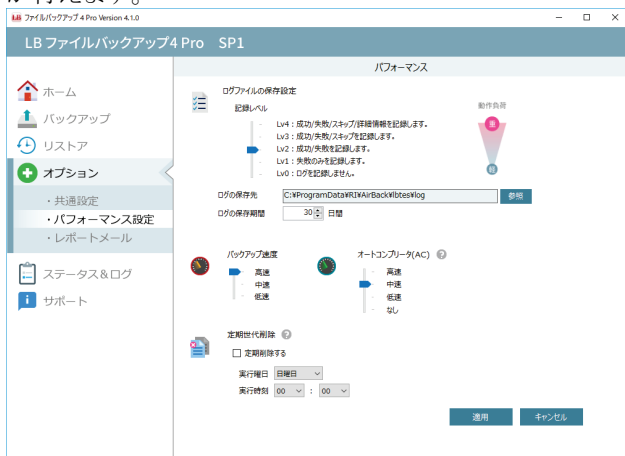 が行えます。
ファイルバックアップ 4 Pro Version 4.1.0
LB ファイルバックアップ4 Pro SP1
パフォーマンス
ホーム
バックアップ
リストア
オプション
・共通設定
・パフォーマンス設定
・レポートメール
ステータス＆ログ
サポート
ログファイルの保存設定
記録レベル
動作負荷
Lv4：成功/失敗/スキップ/詳細情報を記録します。
Lv3：成功/失敗/スキップを記録します。
Lv2：成功/失敗を記録します。
Lv1：失敗のみを記録します。
Lv0：ログを記録しません。
重
軽
ログの保存先 C:¥ProgramData¥RI¥AirBack¥lbtes¥log 参照
ログの保存期間 30 日間
バックアップ速度
高速
中速
低速
オートコンプリータ(AC) ?
高速
中速
低速
なし
定期世代削除 ?
定期削除する
実行曜日 日曜日
実行時刻 00 : 00
適用 キャンセル